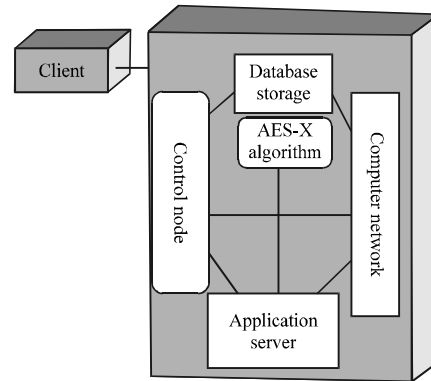 Client
Database
storage
AES-X
algorithm
Control node
Computer network
Application
server